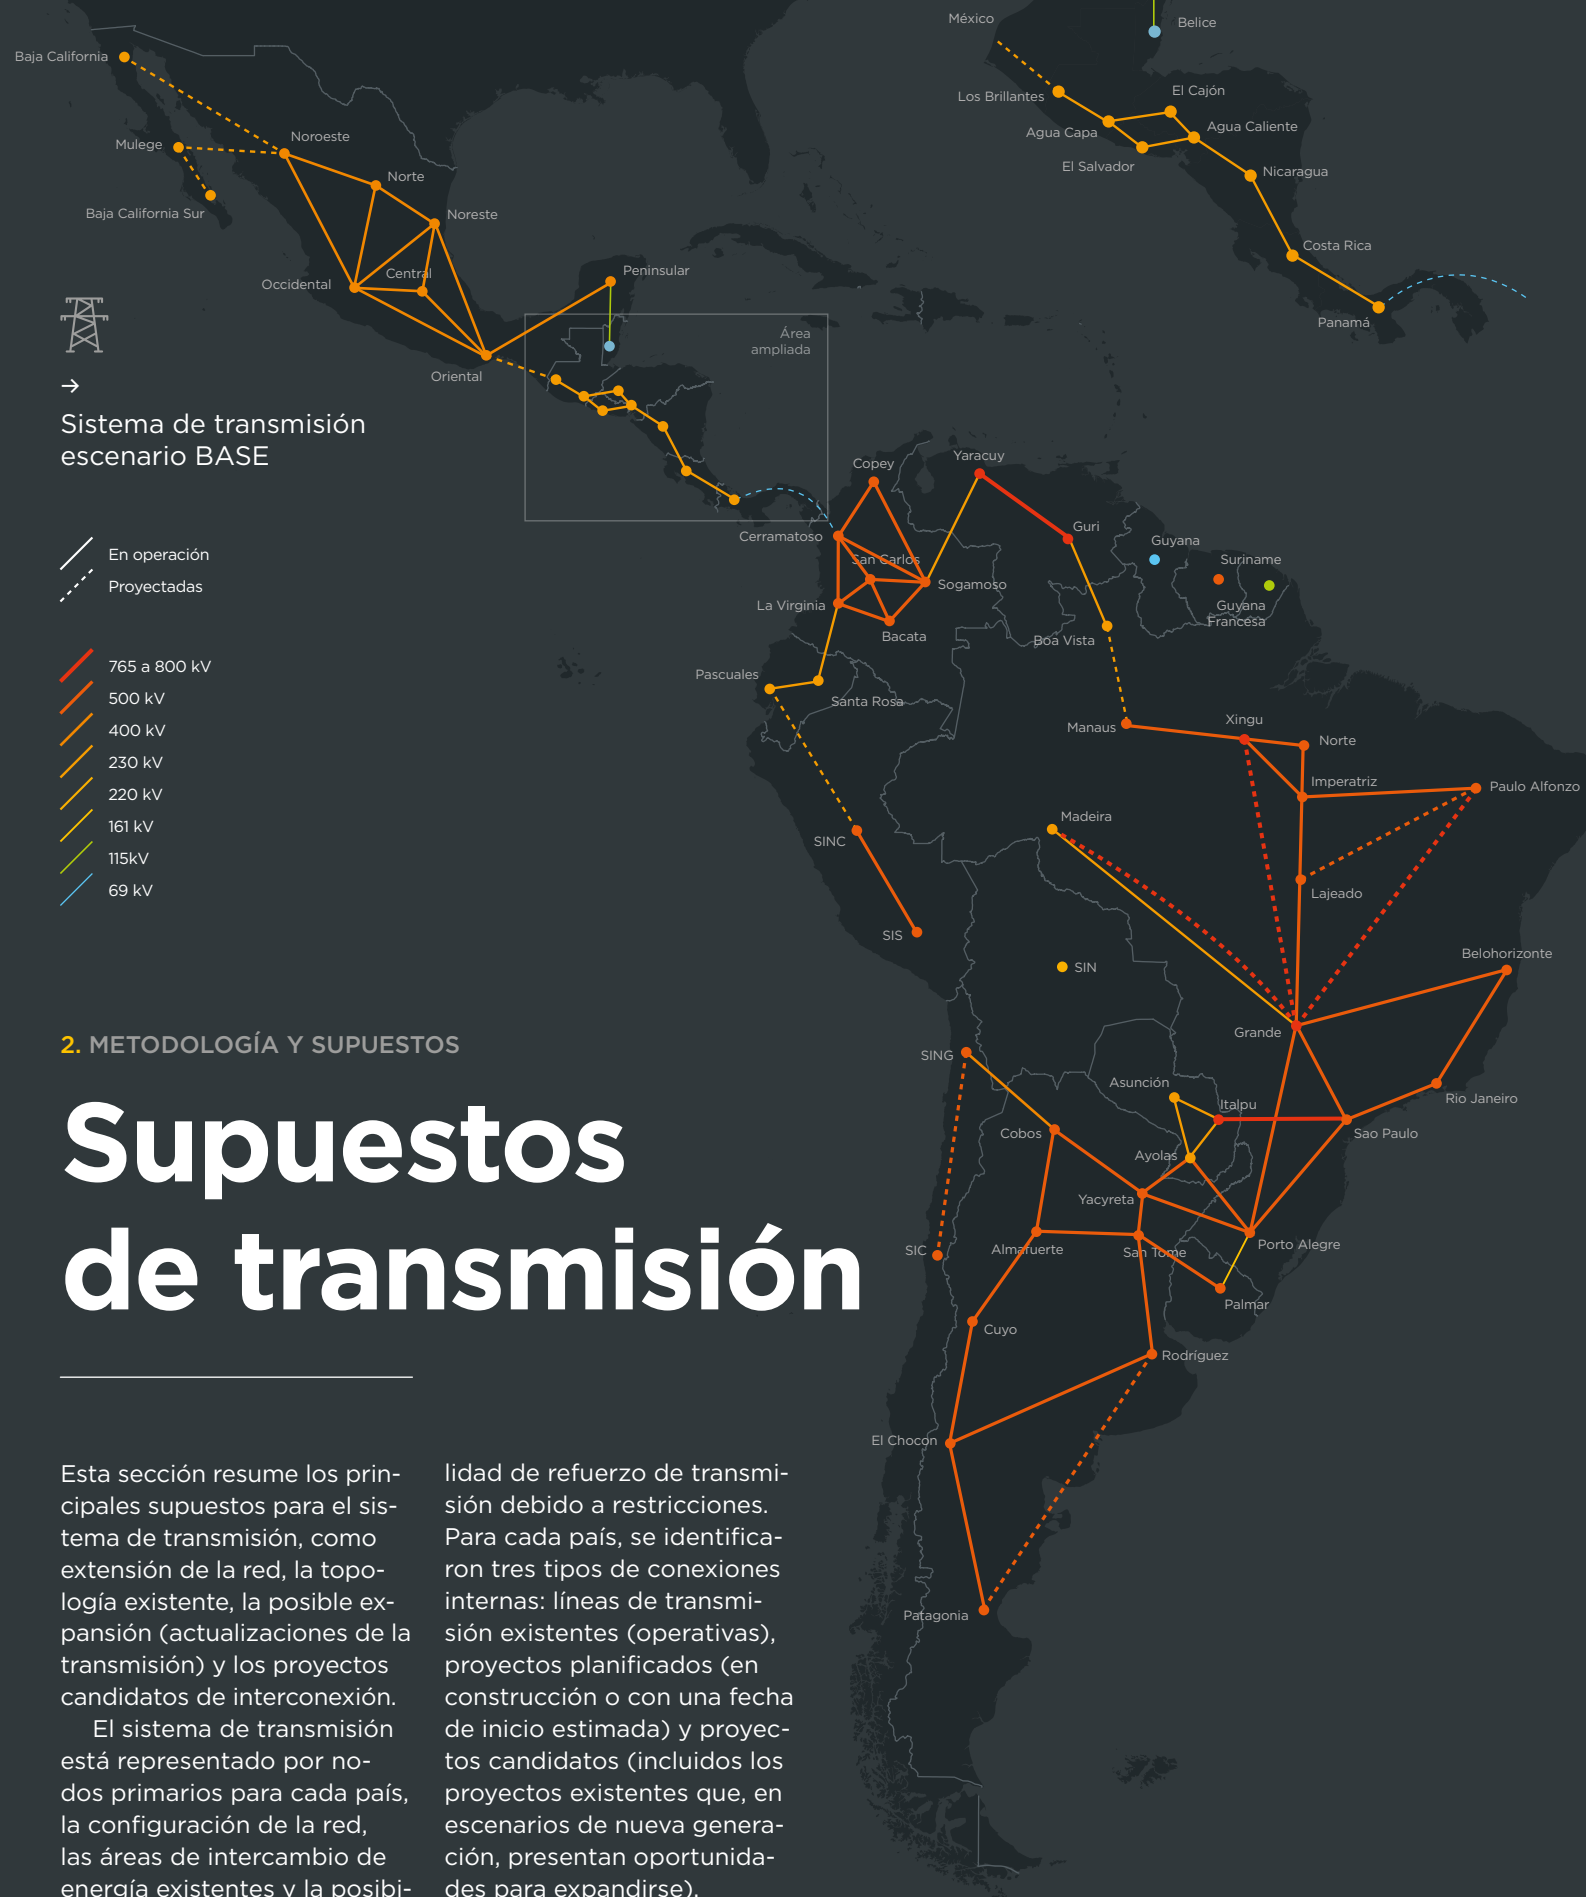 México
Belice
Baja California
Los Brillantes
El Cajón
Agua Capa
Agua Caliente
Noroeste
Mulege
El Salvador
Norte
Nicaragua
Baja California Sur
Noreste
Costa Rica
Central
Peninsular
Occidental
Panamá
Área
ampliada
Oriental
→
Sistema de transmisión
escenario BASE
Copey
Yaracuy
Cerramatoso
Guri
Guyana
En operación
San Carlos
Suriname
Proyectadas
Sogamoso
La Virginia
Guyana
Francesa
Bacata
Boa Vista
765 a 800 kV
Pascuales
500 kV
Santa Rosa
Xingu
400 kV
Manaus
Norte
230 kV
Imperatriz
Paulo Alfonzo
220 kV
Madeira
161 kV
SINC
115kV
69 kV
Lajeado
SIS
Belohorizonte
SIN
Grande
2. METODOLOGÍA Y SUPUESTOS
SING
Asunción
Rio Janeiro
Italpu
Cobos
Sao Paulo
Ayolas
Yacyreta
Supuestos
de transmisión
SIC
Almafuerte
San Tome
Porto Alegre
Palmar
Cuyo
Rodríguez
El Chocon
Patagonia
Esta sección resume los prin-
cipales supuestos para el sis-
tema de transmisión, como
extensión de la red, la topo-
logía existente, la posible ex-
pansión (actualizaciones de la
transmisión) y los proyectos
candidatos de interconexión.
El sistema de transmisión
está representado por no-
dos primarios para cada país,
la configuración de la red,
las áreas de intercambio de
energía existentes y la posibi-
lidad de refuerzo de transmi-
sión debido a restricciones.
Para cada país, se identifica-
ron tres tipos de conexiones
internas: líneas de transmi-
sión existentes (operativas),
proyectos planificados (en
construcción o con una fecha
de inicio estimada) y proyec-
tos candidatos (incluidos los
proyectos existentes que, en
escenarios de nueva genera-
ción, presentan oportunida-
des para expandirse).